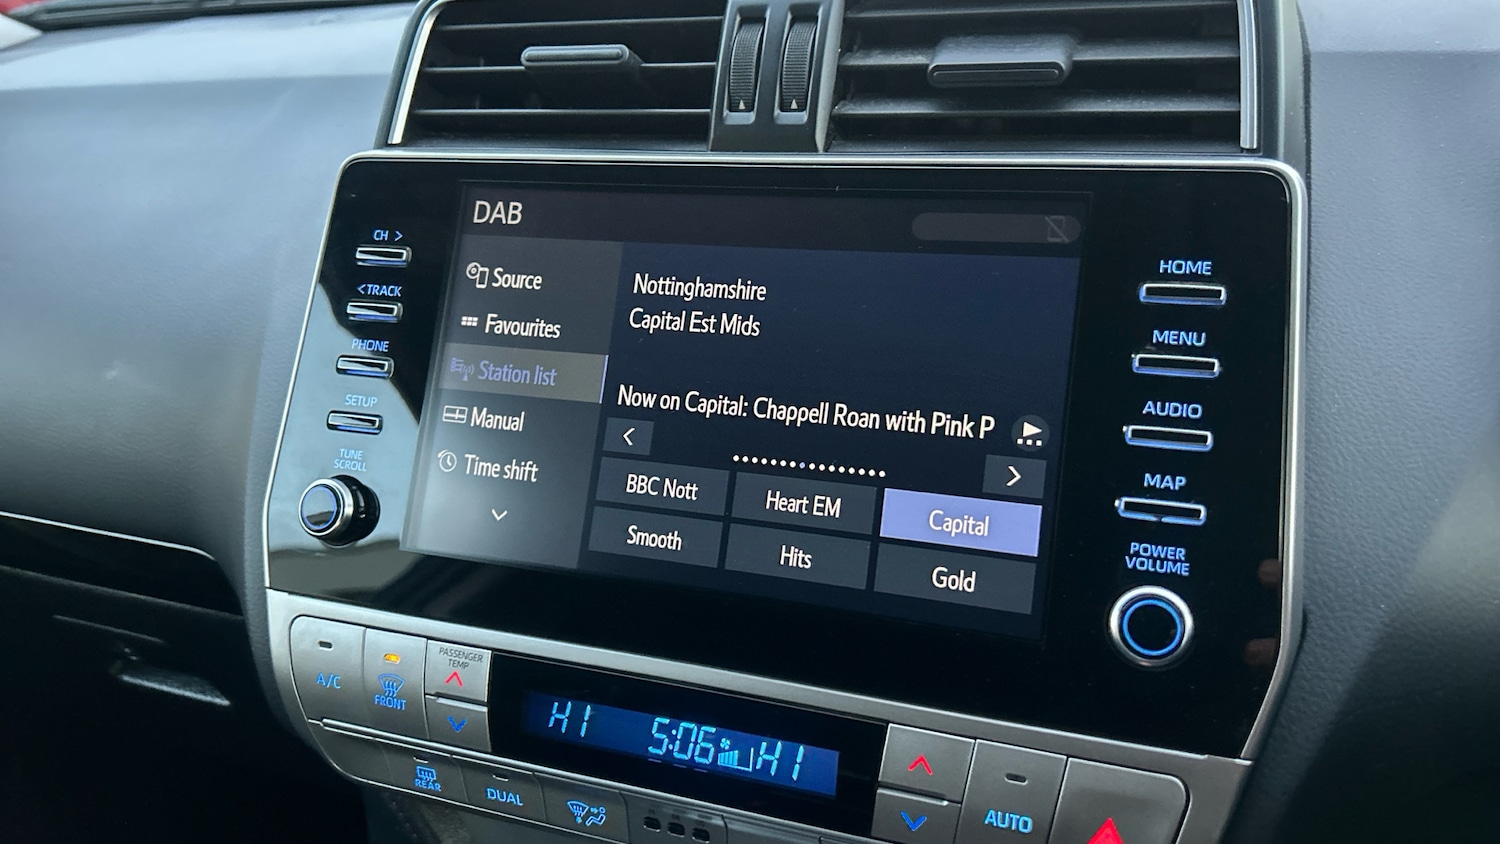 DAB
CH >
< TRACK
PHONE
SETUP
TUNE
SCROLL
Source
Favourites
Station list
Manual
Time shift
Nottinghamshire
Capital Est Mids
Now on Capital: Chappell Roan with Pink P
BBC Nott
Heart EM
Capital
Smooth
Hits
Gold
HOME
MENU
AUDIO
MAP
POWER
VOLUME
A/C
FRONT
PASSENGER
TEMP
HI
5:06
HI
REAR
DUAL
AUTO